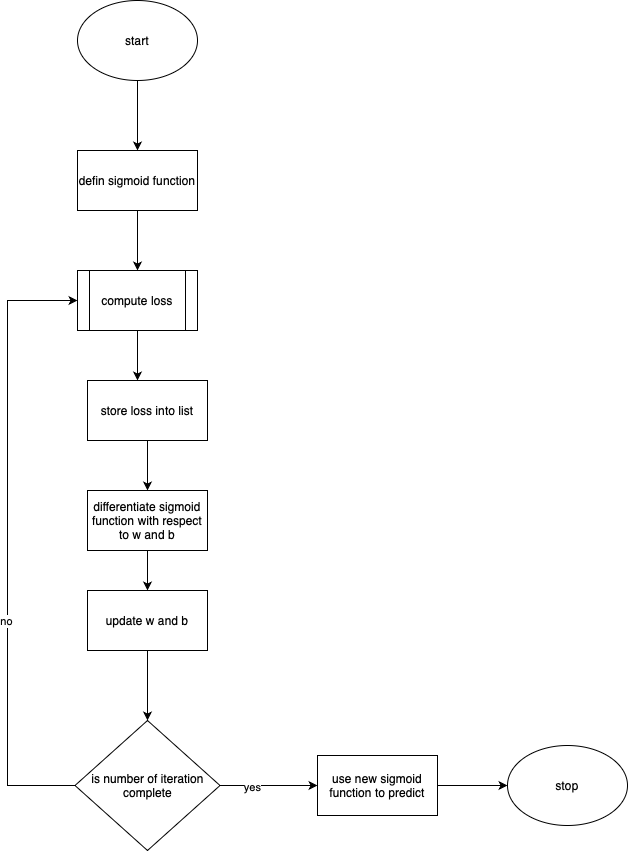 start
defin sigmoid function
compute loss
store loss into list
differentiate sigmoid
function with respect
to w and b
update w and b
no
is number of iteration
complete
yes
use new sigmoid
function to predict
stop